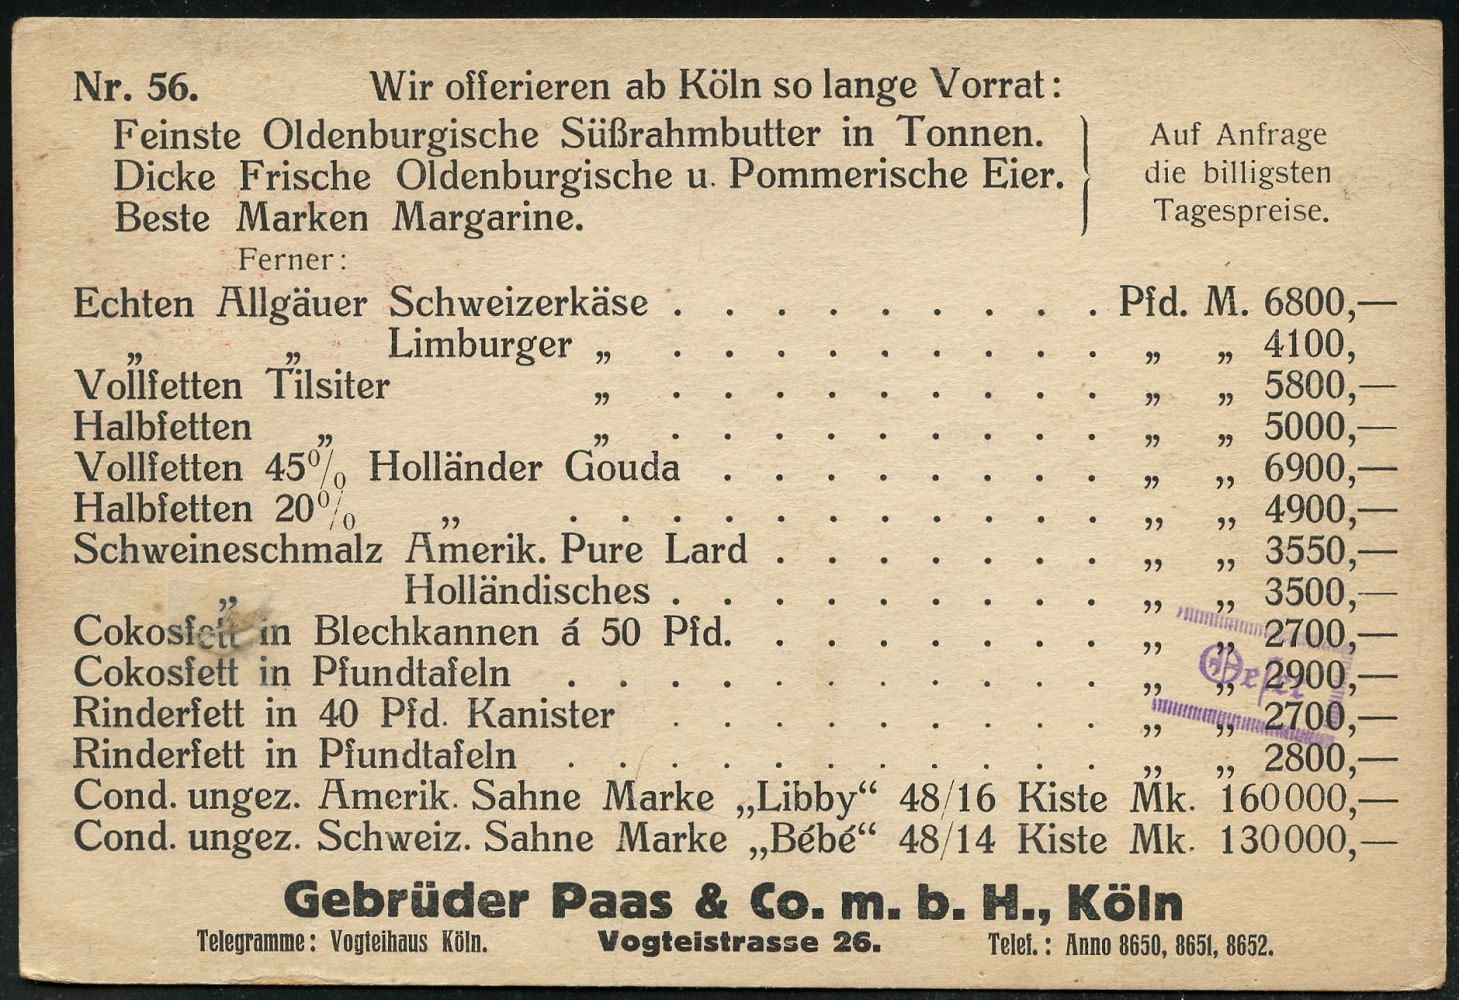 Nr. 56. Wir offerieren ab Köln so lange Vorrat:
Feinste Oldenburgische Süßrahmbutter in Tonnen.
Dicke Frische Oldenburgische u. Pommerische Eier.
Beste Marken Margarine.
Auf Anfrage
die billigsten
Tagespreise.
Ferner:
Echten Allgäuer Schweizerkäse . . . . . . . . . Pfd. M. 6800,—
„ „ Limburger „ . . . . . . . . . „ „ 4100,
Vollfetten Tilsiter „ . . . . . . . . . „ „ 5800,—
Halbfetten „ „ . . . . . . . . . „ „ 5000,—
Vollfetten 45% Holländer Gouda . . . . . . . . „ „ 6900,—
Halbfetten 20% „ . . . . . . . . . . . „ „ 4900,—
Schweineschmalz Amerik. Pure Lard . . . . . . . „ „ 3550,—
„ Holländisches . . . . . . . . . „ „ 3500,—
Cokosfett in Blechkannen á 50 Pfd. . . . . . . . „ „ 2700,—
Cokosfett in Pfundtafeln . . . . . . . . . . . „ „ 2900,—
Rinderfett in 40 Pfd. Kanister . . . . . . . . . „ „ 2700,—
Rinderfett in Pfundtafeln . . . . . . . . . . . „ „ 2800,—
Cond. ungez. Amerik. Sahne Marke „Libby“ 48/16 Kiste Mk. 160000,—
Cond. ungez. Schweiz. Sahne Marke „Bébé“ 48/14 Kiste Mk. 130000,—
Gebrüder Paas & Co. m. b. H., Köln
Telegramme: Vogteihaus Köln. Vogteistrasse 26. Telef.: Anno 8650, 8651, 8652.